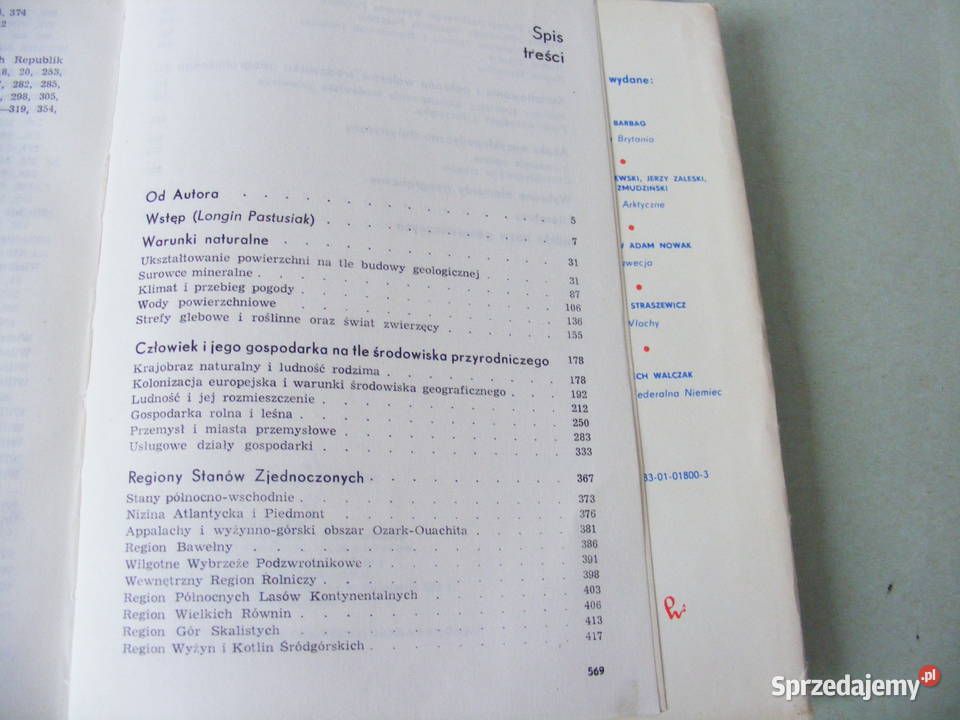 , 374
2
h Republik
8, 20, 253,
, 282, 285,
, 298, 305,
—319, 354,
Spis
treści
Od Autora . . . . . . . . . . . . 5
Wstęp (Longin Pastusiak) . . . . . . . . . 7
Warunki naturalne . . . . . . . . . . 31
Ukształtowanie powierzchni na tle budowy geologicznej . . . 31
Surowce mineralne . . . . . . . . . . 87
Klimat i przebieg pogody . . . . . . . . . 106
Wody powierzchniowe . . . . . . . . . 136
Strefy glebowe i roślinne oraz świat zwierzęcy . . . . 155
Człowiek i jego gospodarka na tle środowiska przyrodniczego 178
Krajobraz naturalny i ludność rodzima . . . . . . 178
Kolonizacja europejska i warunki środowiska geograficznego . . 192
Ludność i jej rozmieszczenie . . . . . . . . 212
Gospodarka rolna i leśna . . . . . . . . . 250
Przemysł i miasta przemysłowe . . . . . . . 283
Usługowe działy gospodarki . . . . . . . . 333
Regiony Stanów Zjednoczonych . . . . . . . 367
Stany północno-wschodnie . . . . . . . . 373
Nizina Atlantycka i Piedmont . . . . . . . 376
Appalachy i wyżynno-górski obszar Ozark-Ouachita . . . 381
Region Bawełny . . . . . . . . . . 386
Wilgotne Wybrzeże Podzwrotnikowe . . . . . . 391
Wewnętrzny Region Rolniczy . . . . . . . 398
Region Północnych Lasów Kontynentalnych . . . . . 403
Region Wielkich Równin . . . . . . . . 406
Region Gór Skalistych . . . . . . . . 413
Region Wyżyn i Kotlin Śródgórskich . . . . . . 417
569
wydane:
BARBAG
Brytania
EWSKI, JERZY ZALESKI,
ZMUDZIŃSKI
Arktyczne
ADAM NOWAK
wecja
STRASZEWICZ
Włochy
ECH WALCZAK
ederalna Niemiec
83-01-01800-3
Sprzedajemy.pl